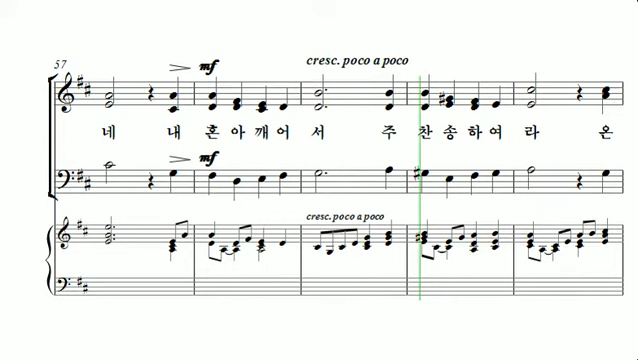 57
mf
cresc. poco a poco
네 내 혼 아 깨 어 서 주 찬 송 하 여 라 온
mf
cresc. poco a poco